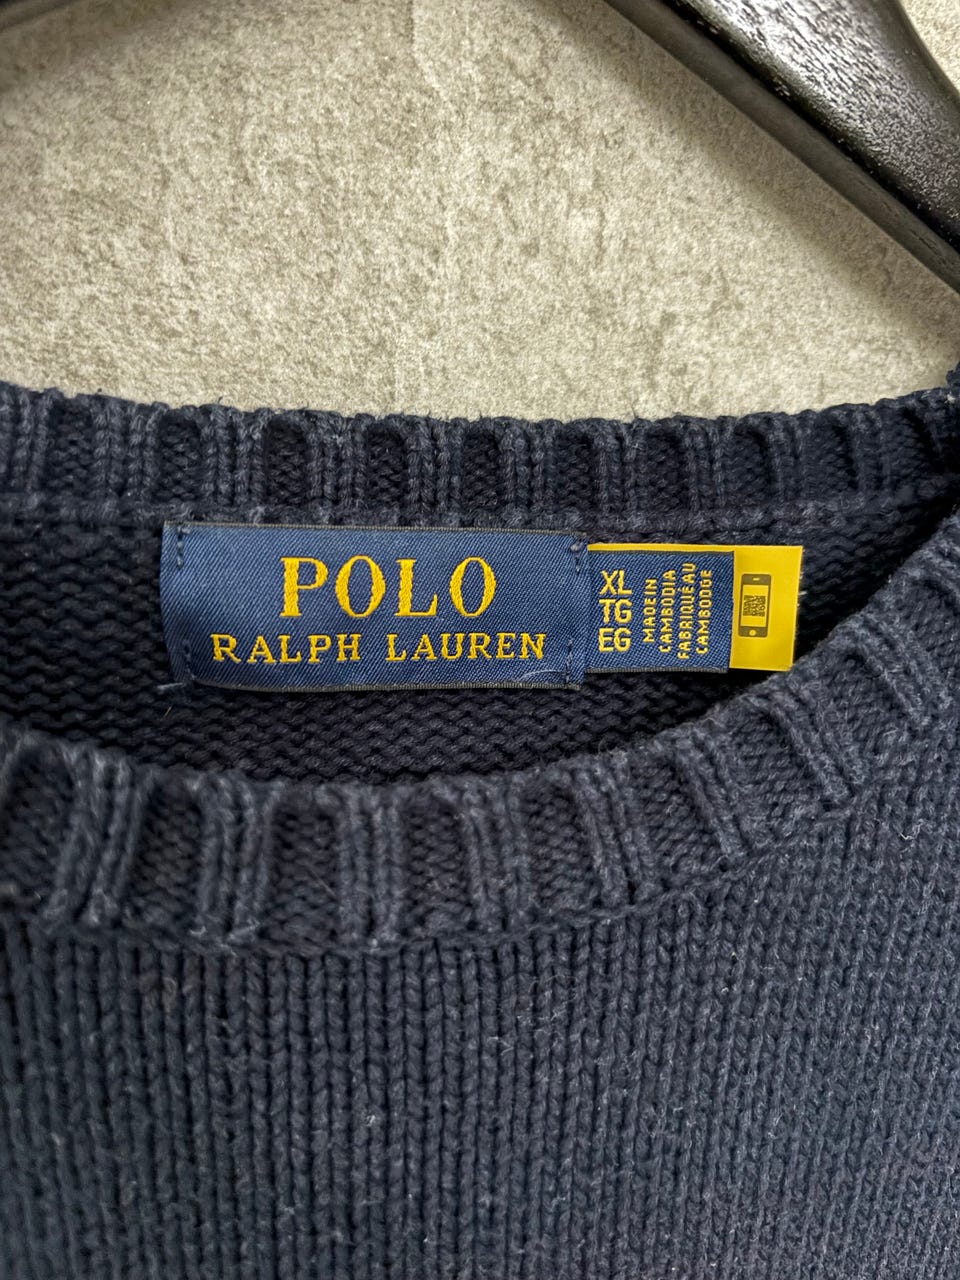 POLO
RALPH LAUREN
XL
TG
EG
MADE IN
CAMBODIA
FABRIQUÉ AU
CAMBODGE